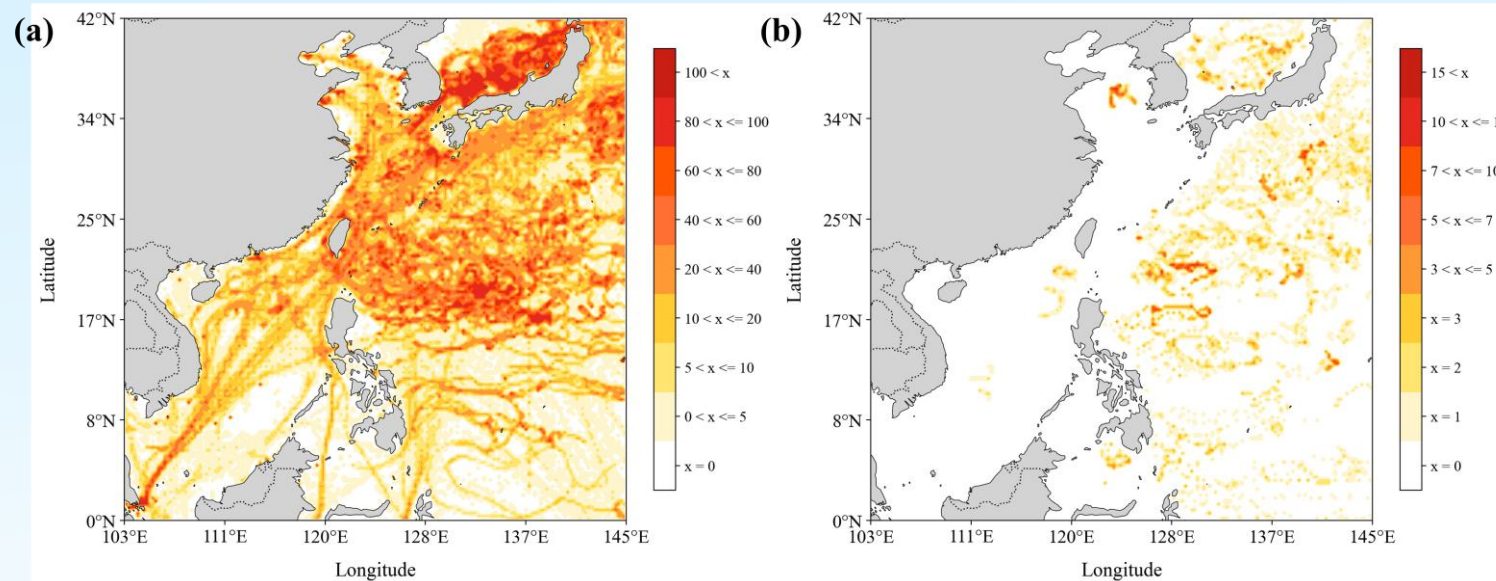 (a)
42°N
34°N
25°N
17°N
8°N
0°N
Latitude
103°E
111°E
120°E
128°E
137°E
145°E
Longitude
100 < x
80 < x <= 100
60 < x <= 80
40 < x <= 60
20 < x <= 40
10 < x <= 20
5 < x <= 10
0 < x <= 5
x = 0
(b)
42°N
34°N
25°N
17°N
8°N
0°N
Latitude
103°E
111°E
120°E
128°E
137°E
145°E
Longitude
15 < x
10 < x <= 1
7 < x <= 10
5 < x <= 7
3 < x <= 5
x = 3
x = 2
x = 1
x = 0